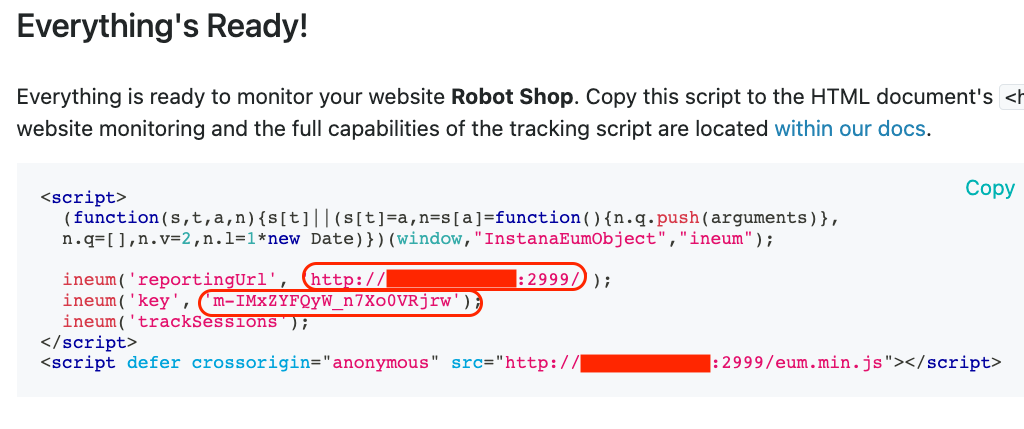 Everything's Ready!
Everything is ready to monitor your website Robot Shop. Copy this script to the HTML document's <h
website monitoring and the full capabilities of the tracking script are located within our docs.
Copy
<script>
(function(s,t,a,n){s[t]||(s[t]=a,n=s[a]=function(){n.q.push(arguments)},
n.q=[],n.v=2,n.l=1*new Date)})(window,"InstanaEumObject","ineum");
ineum('reportingUrl', http://:2999/);
ineum('key', 'm-IMxZYFQyW_n7Xo0VRjrw');
ineum('trackSessions');
</script>
<script defer crossorigin="anonymous" src="http://:2999/eum.min.js"></script>